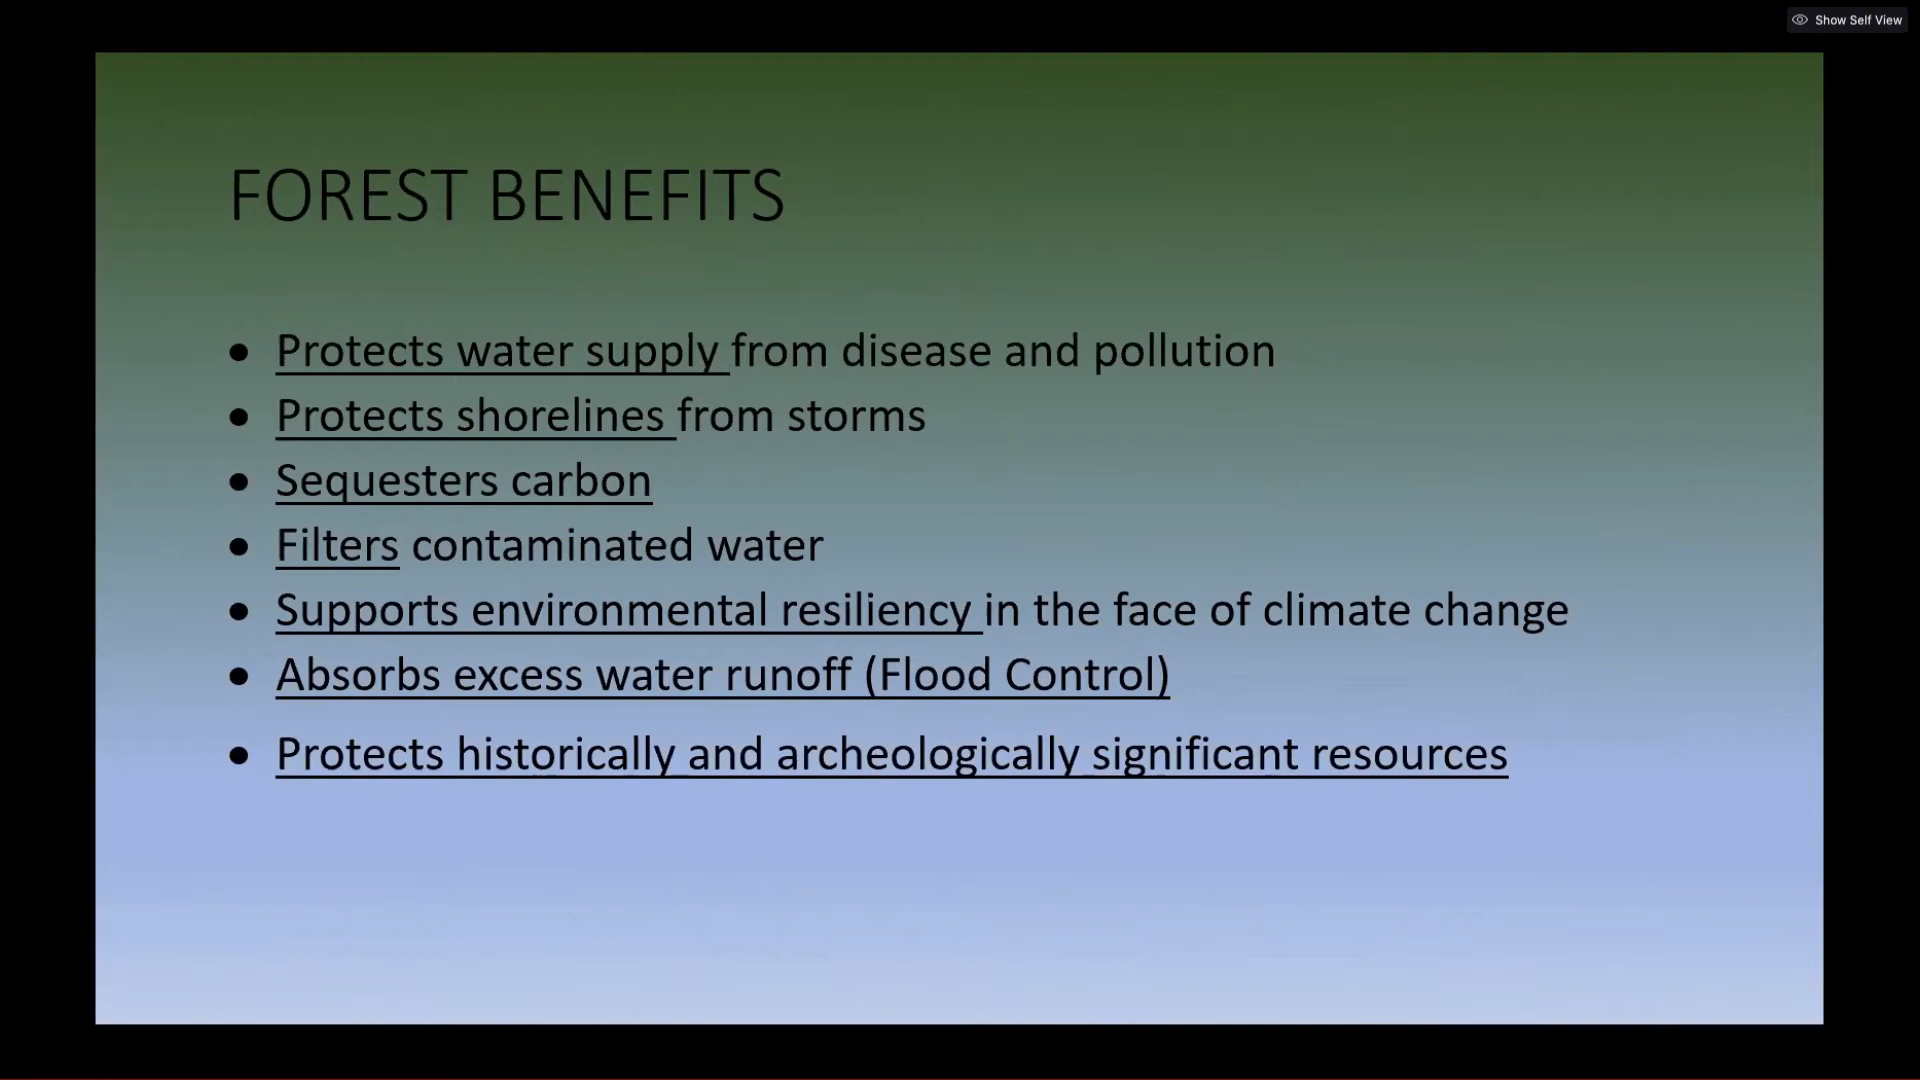 Show Self View
FOREST BENEFITS
• Protects water supply from disease and pollution
• Protects shorelines from storms
• Sequesters carbon
• Filters contaminated water
• Supports environmental resiliency in the face of climate change
• Absorbs excess water runoff (Flood Control)
• Protects historically and archeologically significant resources